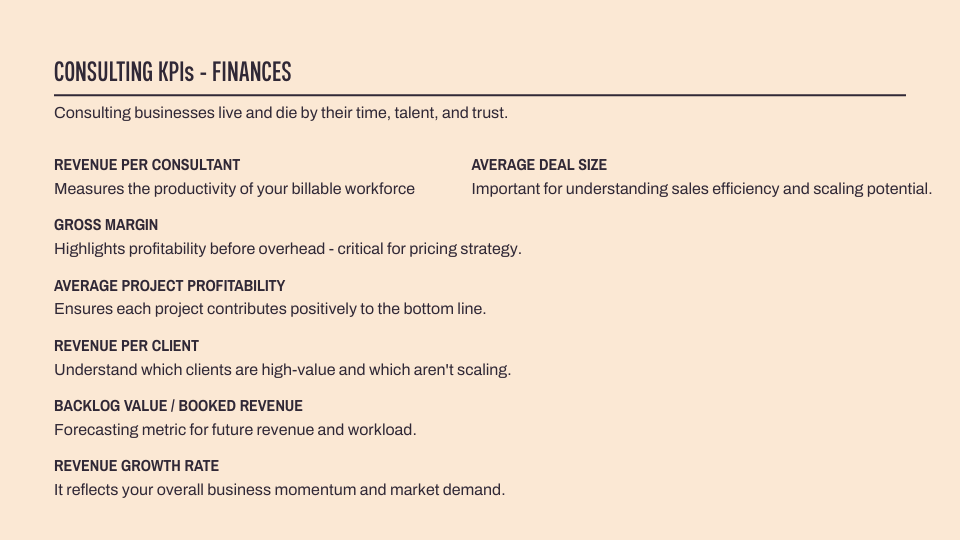 CONSULTING KPIs - FINANCES
Consulting businesses live and die by their time, talent, and trust.
REVENUE PER CONSULTANT
Measures the productivity of your billable workforce
GROSS MARGIN
Highlights profitability before overhead - critical for pricing strategy.
AVERAGE PROJECT PROFITABILITY
Ensures each project contributes positively to the bottom line.
REVENUE PER CLIENT
Understand which clients are high-value and which aren't scaling.
BACKLOG VALUE / BOOKED REVENUE
Forecasting metric for future revenue and workload.
REVENUE GROWTH RATE
It reflects your overall business momentum and market demand.
AVERAGE DEAL SIZE
Important for understanding sales efficiency and scaling potential.